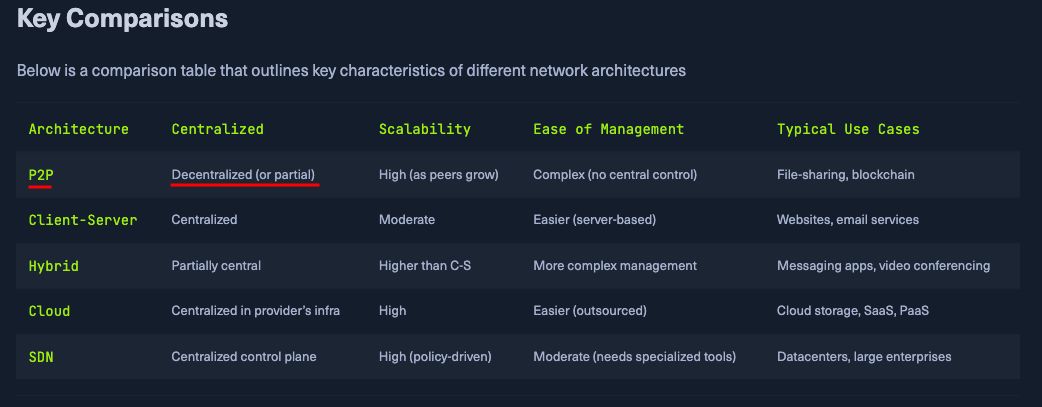 Key Comparisons
Below is a comparison table that outlines key characteristics of different network architectures
Architecture Centralized Scalability Ease of Management Typical Use Cases
P2P Decentralized (or partial) High (as peers grow) Complex (no central control) File-sharing, blockchain
Client-Server Centralized Moderate Easier (server-based) Websites, email services
Hybrid Partially central Higher than C-S More complex management Messaging apps, video conferencing
Cloud Centralized in provider's infra High Easier (outsourced) Cloud storage, SaaS, PaaS
SDN Centralized control plane High (policy-driven) Moderate (needs specialized tools) Datacenters, large enterprises